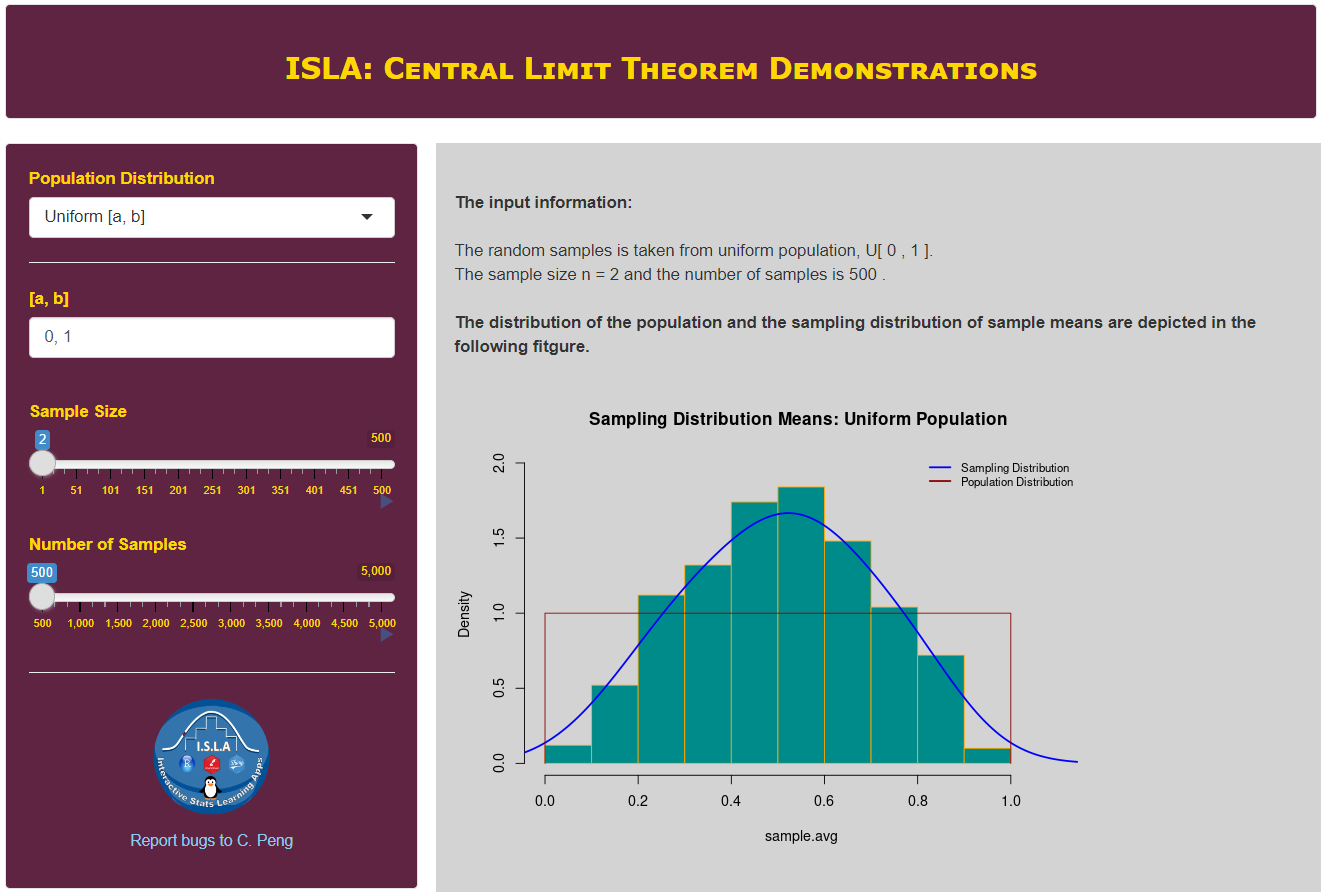 ISLA: Central Limit Theorem Demonstrations
Population Distribution
Uniform [a, b]
[a, b]
0, 1
Sample Size
2
500
1 51 101 151 201 251 301 351 401 451 500
Number of Samples
500
5,000
500 1,000 1,500 2,000 2,500 3,000 3,500 4,000 4,500 5,000
I.S.L.A
Interactive Stats Learning Apps
Report bugs to C. Peng
The input information:
The random samples is taken from uniform population, U[ 0 , 1 ].
The sample size n = 2 and the number of samples is 500 .
The distribution of the population and the sampling distribution of sample means are depicted in the
following fitgure.
Sampling Distribution Means: Uniform Population
Sampling Distribution
Population Distribution
Density
2.0
1.5
1.0
0.5
0.0
0.0 0.2 0.4 0.6 0.8 1.0
sample.avg